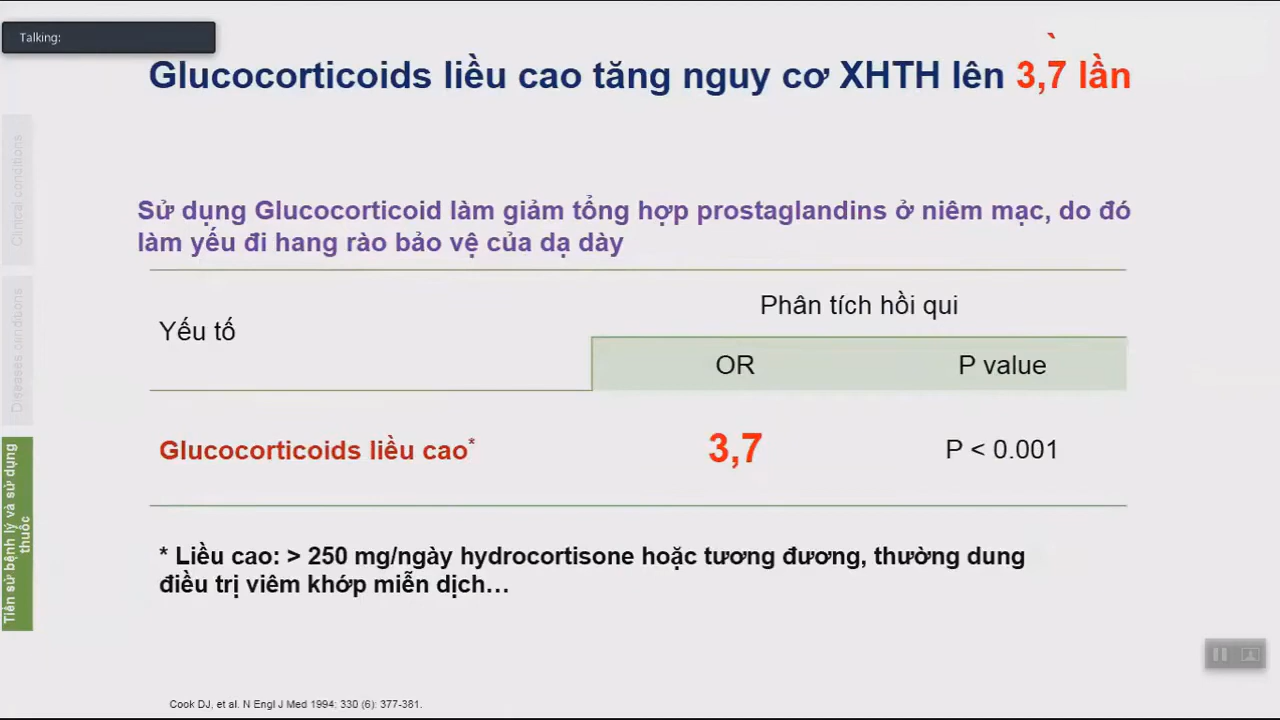 Talking:
Glucocorticoids liều cao tăng nguy cơ XHTH lên 3,7 lần
Clinical conditions
Diseases conditions
Tiền sử bệnh lý và sử dụng
thuốc
Sử dụng Glucocorticoid làm giảm tổng hợp prostaglandins ở niêm mạc, do đó
làm yếu đi hang rào bảo vệ của dạ dày
Yếu tố
Phân tích hồi qui
OR
P value
Glucocorticoids liều cao*
3,7
P < 0.001
* Liều cao: > 250 mg/ngày hydrocortisone hoặc tương đương, thường dung
điều trị viêm khớp miễn dịch…
Cook DJ, et al. N Engl J Med 1994; 330 (6): 377-381.